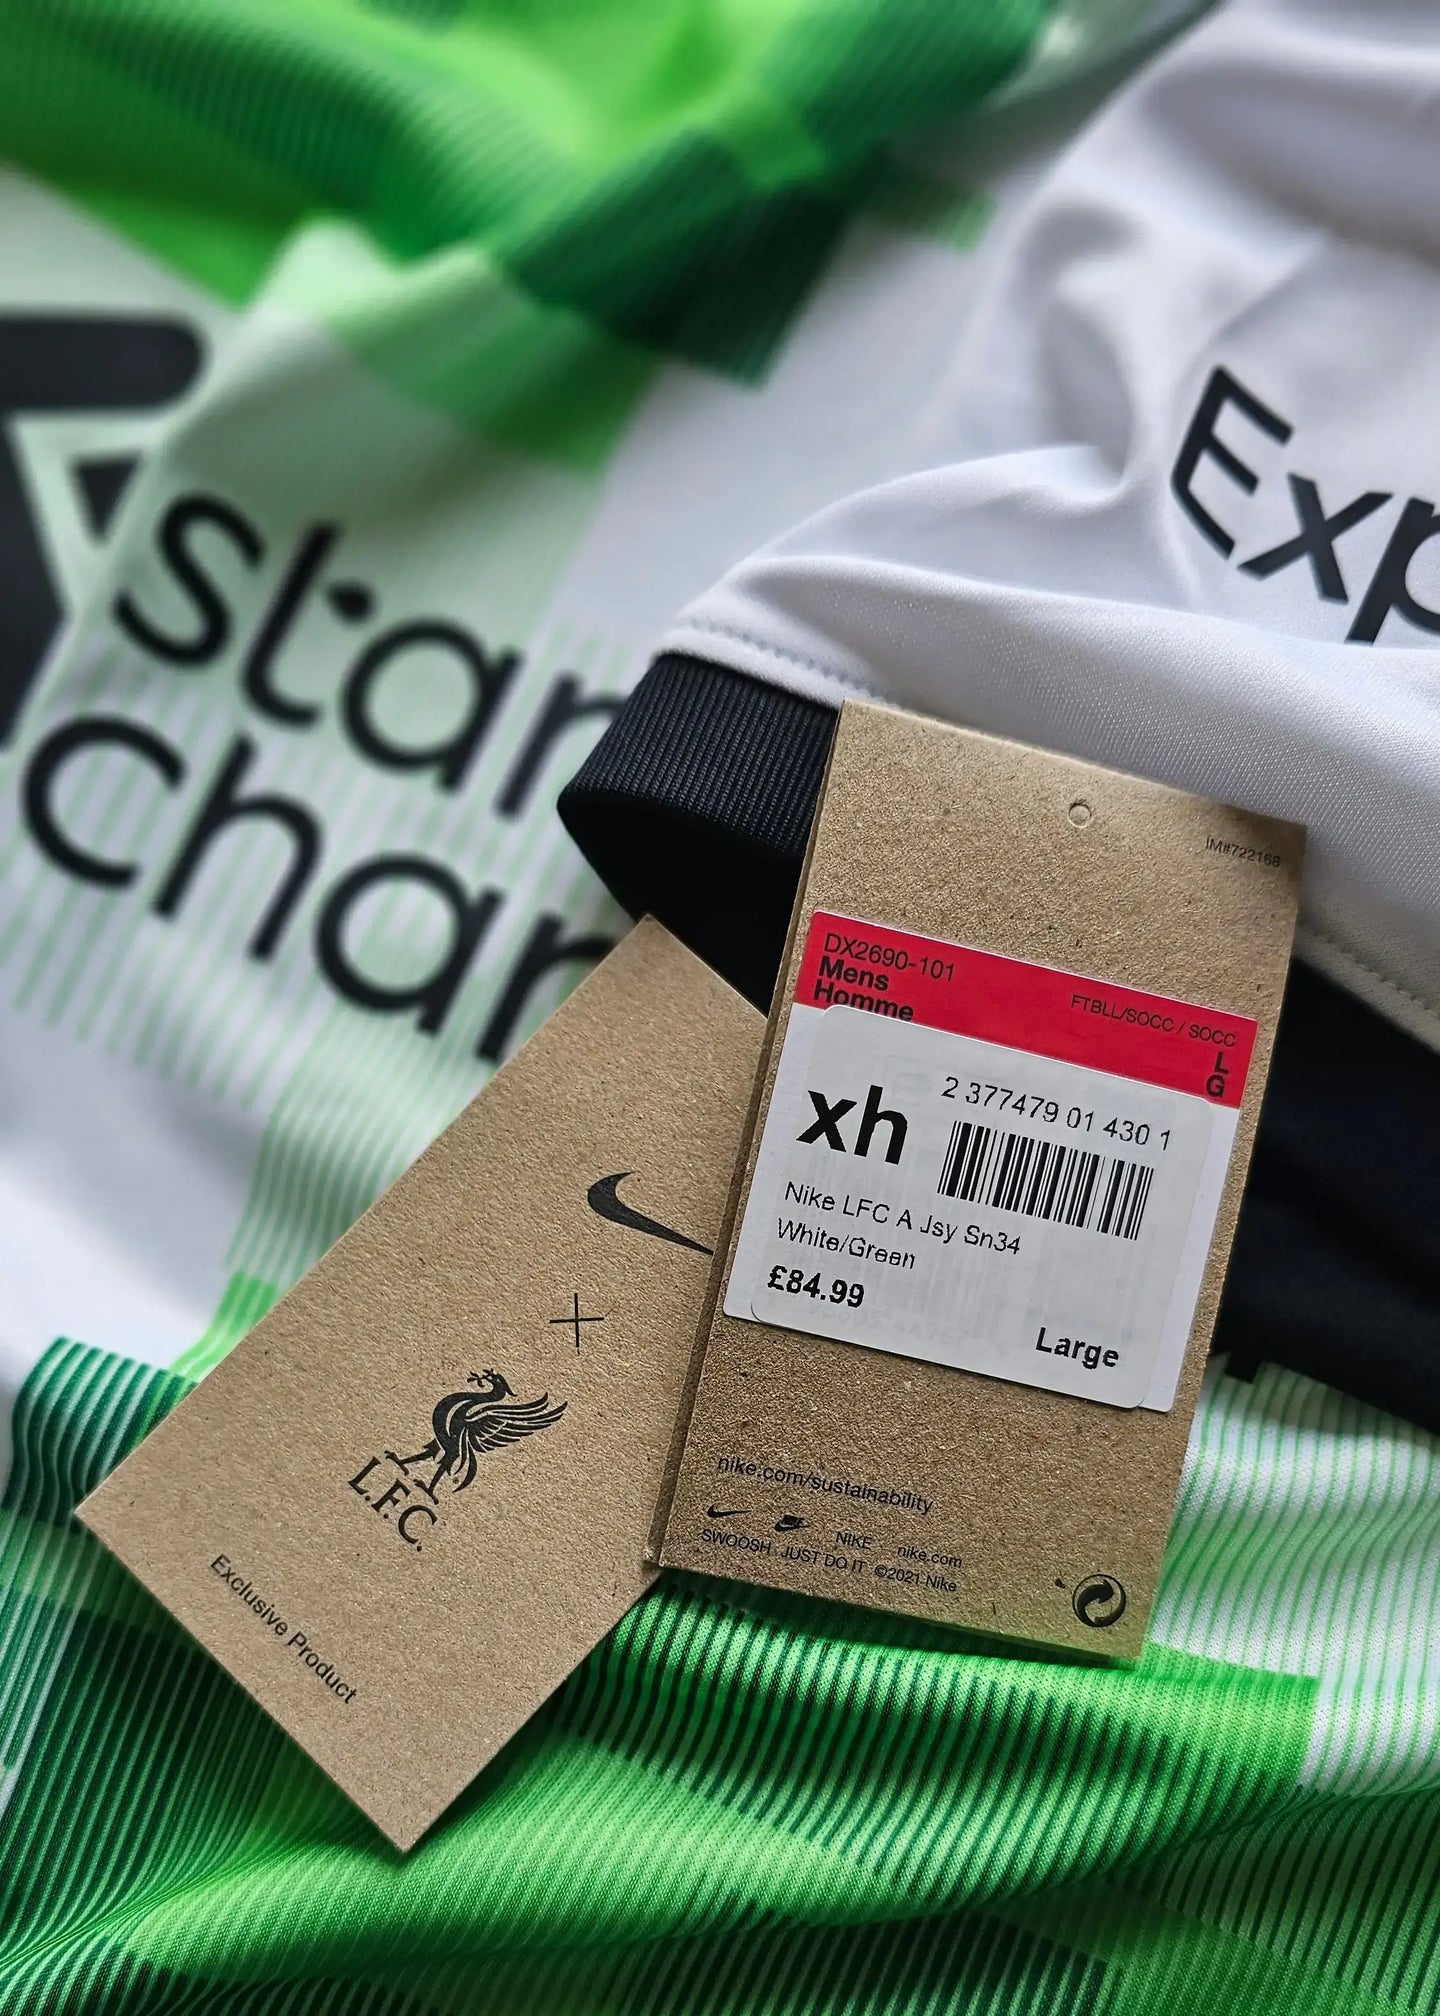 Exp
stan
char
IM#722168
DX2690-101
Mens
Homme
FTBLL/SOCC / SOCC
L
G
xh
2 377479 01 430 1
Nike LFC A Jsy Sn34
White/Green
£84.99
Large
nike.com/sustainability
NIKE nike.com
SWOOSH JUST DO IT ©2021 Nike
L.F.C.
Exclusive Product